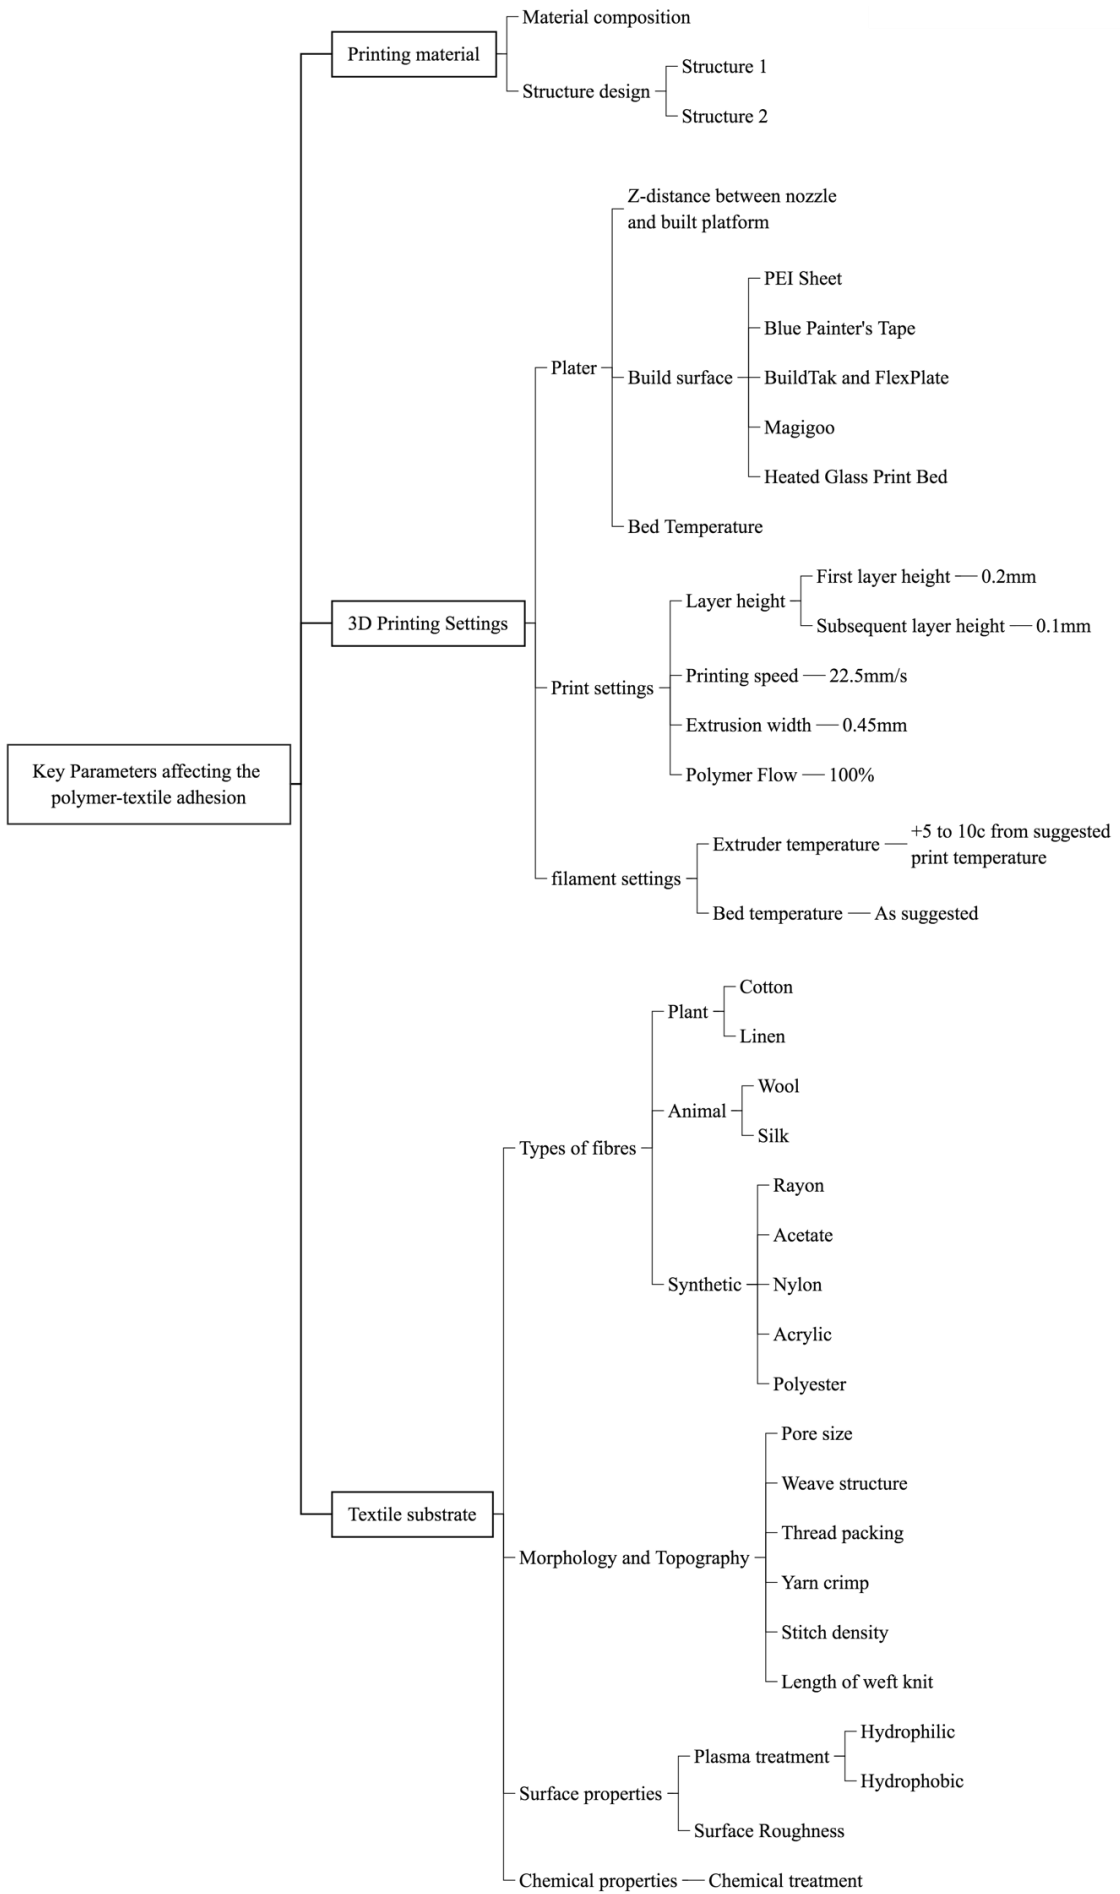 Material composition
Printing material
Structure 1
Structure design
Structure 2
Z-distance between nozzle
and built platform
PEI Sheet
Blue Painter's Tape
Plater
Build surface
BuildTak and FlexPlate
Magigoo
Heated Glass Print Bed
Bed Temperature
First layer height
0.2mm
Layer height
3D Printing Settings
Subsequent layer height
0.1mm
Printing speed
22.5mm/s
Print settings
Extrusion width
0.45mm
Key Parameters affecting the
polymer-textile adhesion
Polymer Flow
100%
+5 to 10c from suggested
print temperature
Extruder temperature
filament settings
Bed temperature
As suggested
Cotton
Plant
Linen
Wool
Animal
Silk
Types of fibres
Rayon
Acetate
Synthetic
Nylon
Acrylic
Polyester
Pore size
Weave structure
Textile substrate
Thread packing
Morphology and Topography
Yarn crimp
Stitch density
Length of weft knit
Hydrophilic
Plasma treatment
Hydrophobic
Surface properties
Surface Roughness
Chemical properties
Chemical treatment